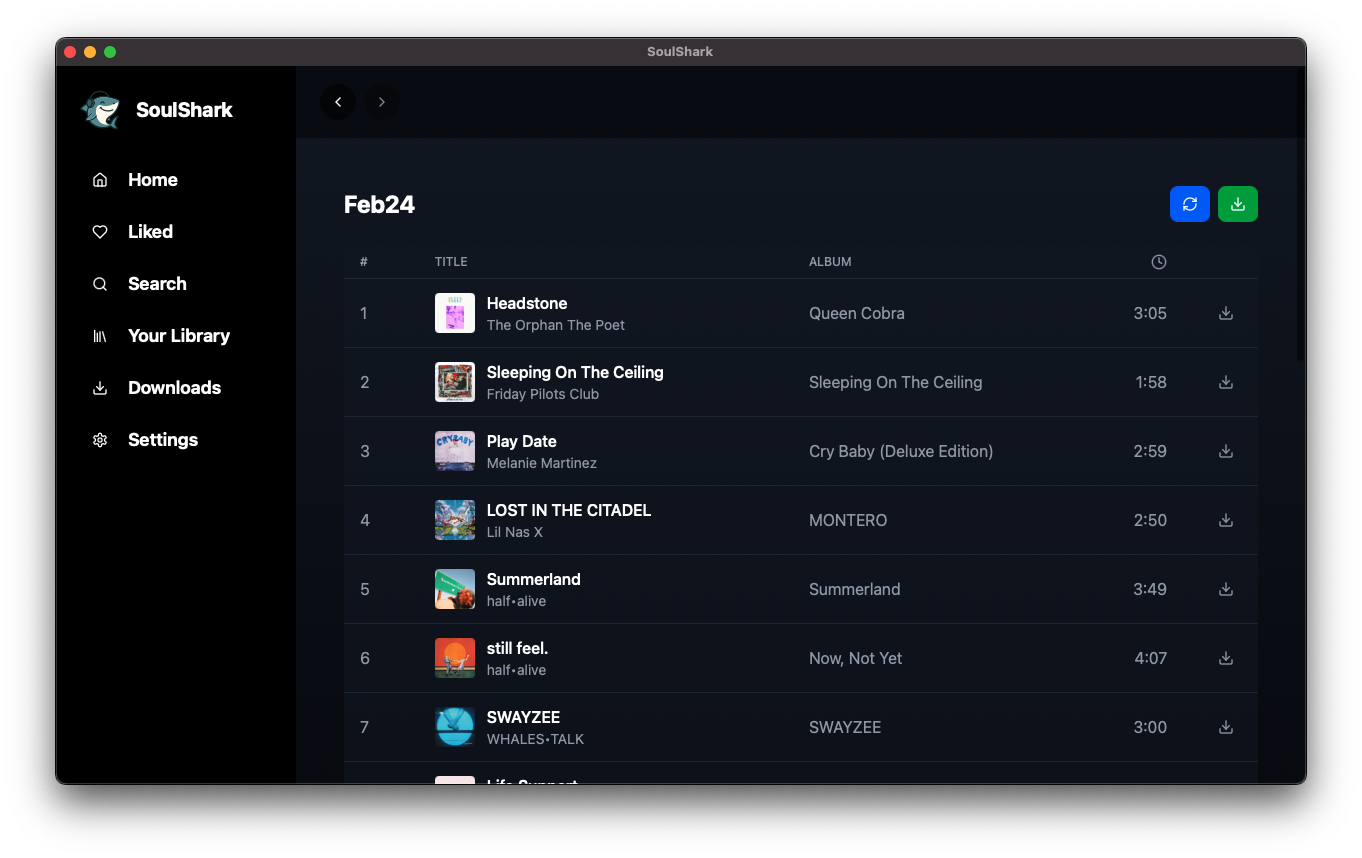 SoulShark
SoulShark
Home
Liked
Search
Your Library
Downloads
Settings
Feb24
# TITLE ALBUM
1 Headstone Queen Cobra 3:05
The Orphan The Poet
2 Sleeping On The Ceiling Sleeping On The Ceiling 1:58
Friday Pilots Club
3 Play Date Cry Baby (Deluxe Edition) 2:59
Melanie Martinez
4 LOST IN THE CITADEL MONTERO 2:50
Lil Nas X
5 Summerland Summerland 3:49
half•alive
6 still feel. Now, Not Yet 4:07
half•alive
7 SWAYZEE SWAYZEE 3:00
WHALES•TALK
Life Support